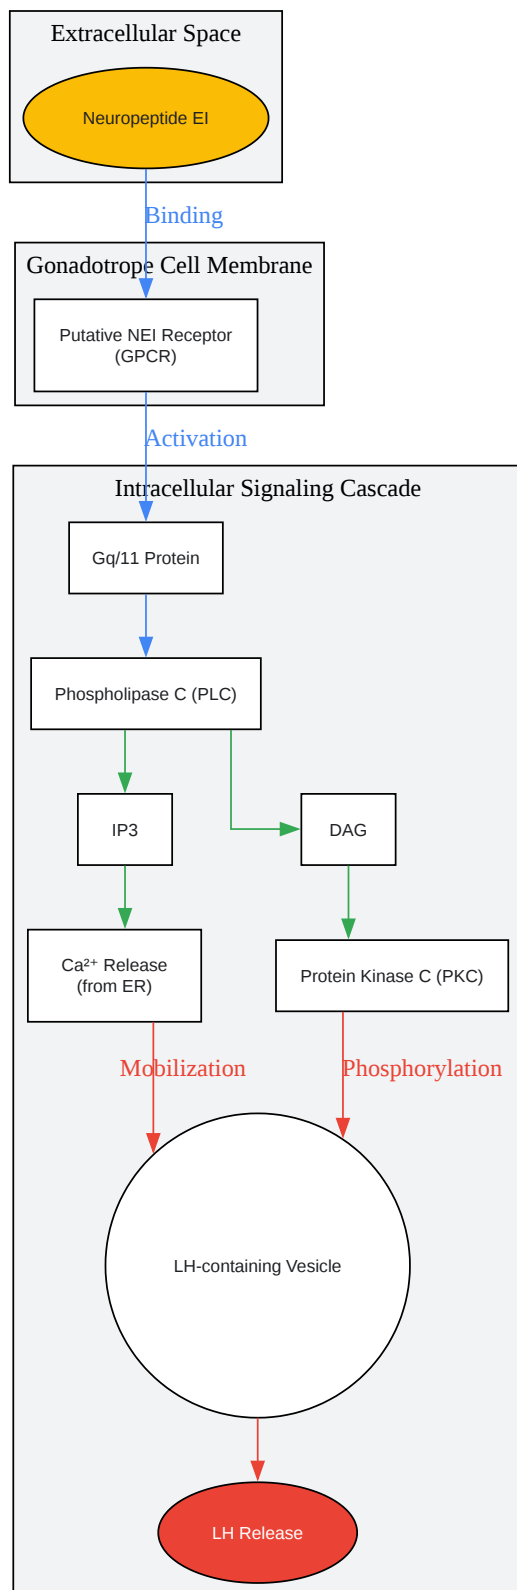 Extracellular Space
Neuropeptide EI
Binding
Gonadotrope Cell Membrane
Putative NEI Receptor
(GPCR)
Activation
Intracellular Signaling Cascade
Gq/11 Protein
Phospholipase C (PLC)
IP3
DAG
Ca²⁺ Release
(from ER)
Protein Kinase C (PKC)
Mobilization
Phosphorylation
LH-containing Vesicle
LH Release